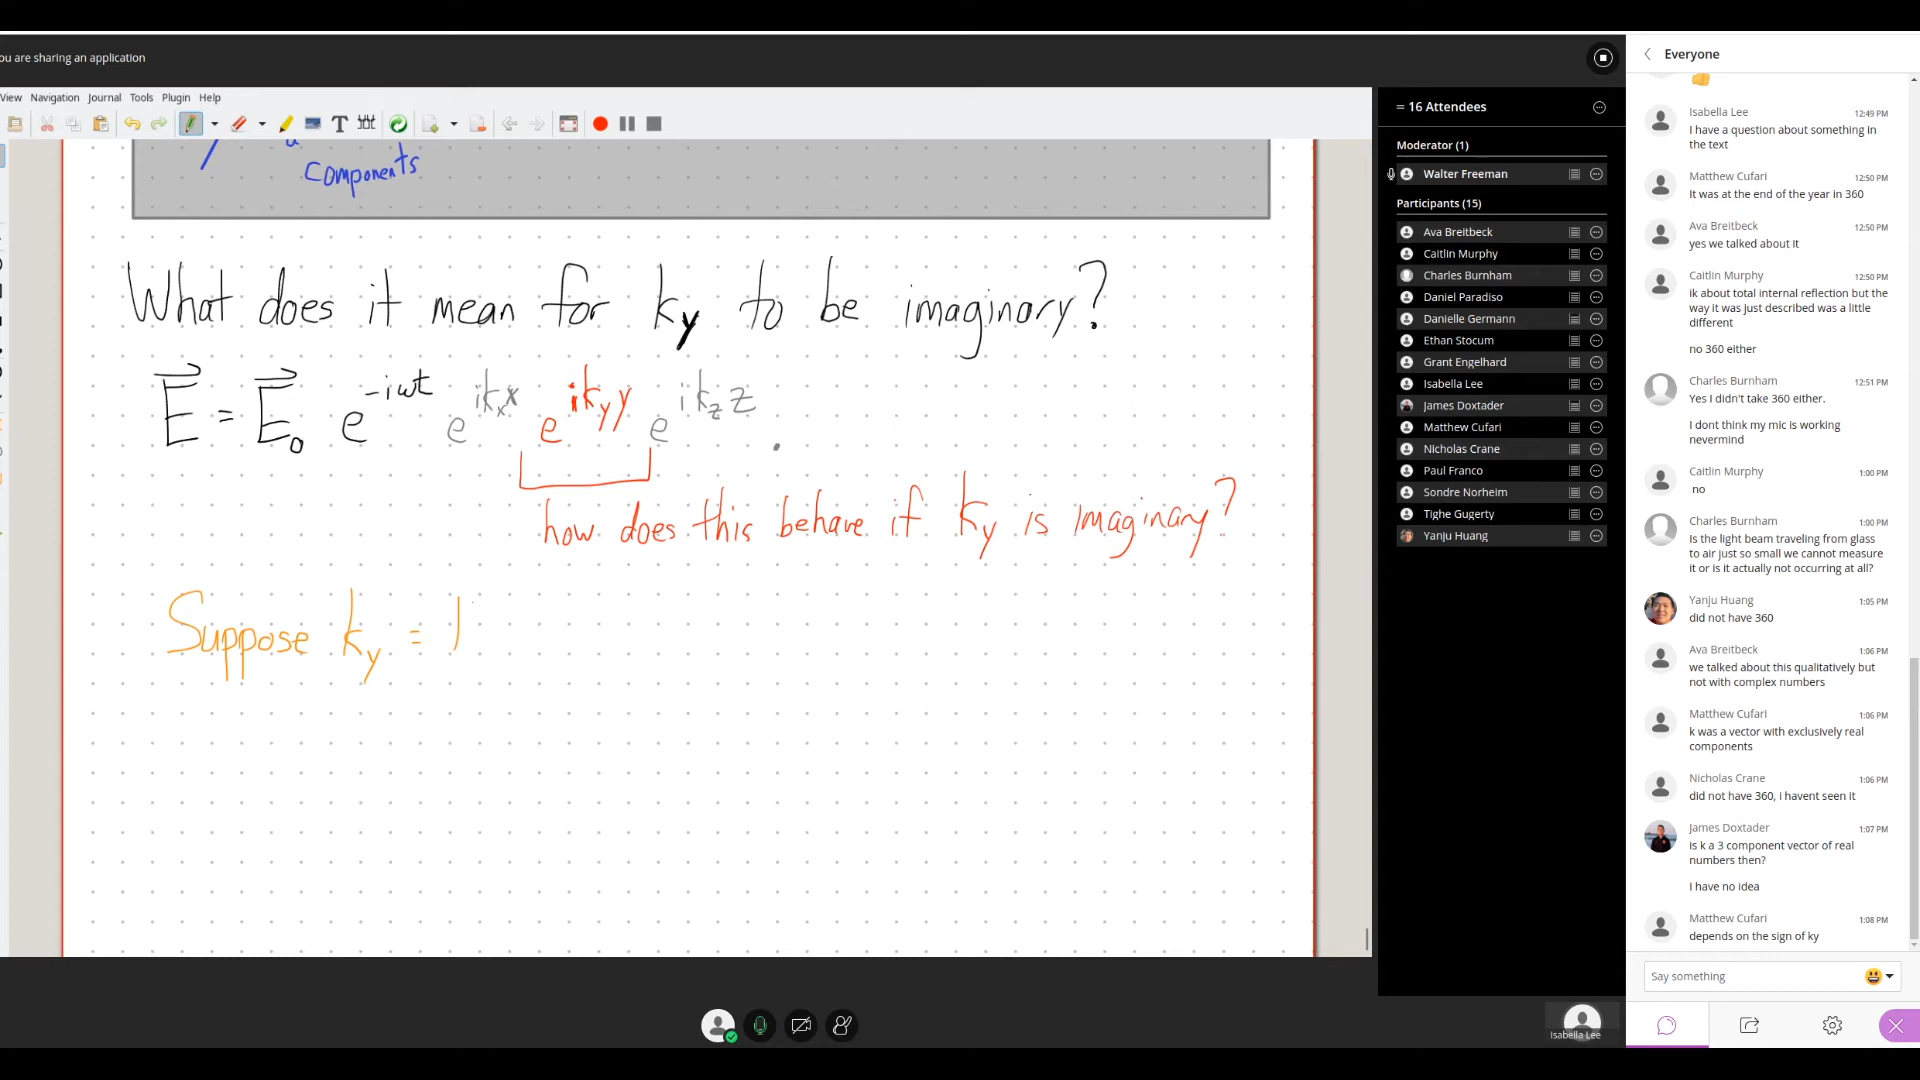 ou are sharing an application
View Navigation Journal Tools Plugin Help
components
What does it mean for ky to be imaginary?
E = E0 e^-iωt e^ikx x e^iky y e^ikz z
how does this behave if ky is imaginary?
Suppose ky = 1
16 Attendees
Moderator (1)
Walter Freeman
Participants (15)
Ava Breitbeck
Caitlin Murphy
Charles Burnham
Daniel Paradiso
Danielle Germann
Ethan Stocum
Grant Engelhard
Isabella Lee
James Doxtader
Matthew Cufari
Nicholas Crane
Paul Franco
Sondre Norheim
Tighe Gugerty
Yanju Huang
Isabella Lee
Everyone
Isabella Lee 12:49 PM
I have a question about something in
the text
Matthew Cufari 12:50 PM
It was at the end of the year in 360
Ava Breitbeck 12:50 PM
yes we talked about it
Caitlin Murphy 12:50 PM
ik about total internal reflection but the
way it was just described was a little
different
no 360 either
Charles Burnham 12:51 PM
Yes I didn't take 360 either.
I dont think my mic is working
nevermind
Caitlin Murphy 1:00 PM
no
Charles Burnham 1:00 PM
Is the light beam traveling from glass
to air just so small we cannot measure
it or is it actually not occurring at all?
Yanju Huang 1:05 PM
did not have 360
Ava Breitbeck 1:06 PM
we talked about this qualitatively but
not with complex numbers
Matthew Cufari 1:06 PM
k was a vector with exclusively real
components
Nicholas Crane 1:06 PM
did not have 360, i havent seen it
James Doxtader 1:07 PM
is k a 3 component vector of real
numbers then?
I have no idea
Matthew Cufari 1:08 PM
depends on the sign of ky
Say something